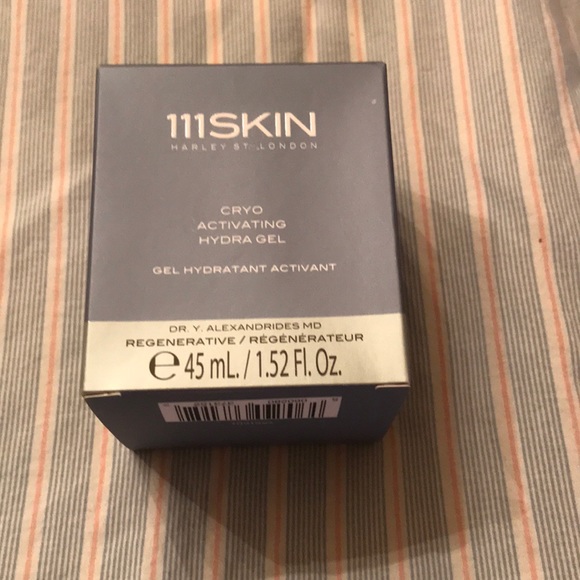 111SKIN
HARLEY ST. LONDON
CRYO
ACTIVATING
HYDRA GEL
GEL HYDRATANT ACTIVANT
DR. Y. ALEXANDRIDES MD
REGENERATIVE / RÉGÉNÉRATEUR
e 45 mL. / 1.52 Fl. Oz.